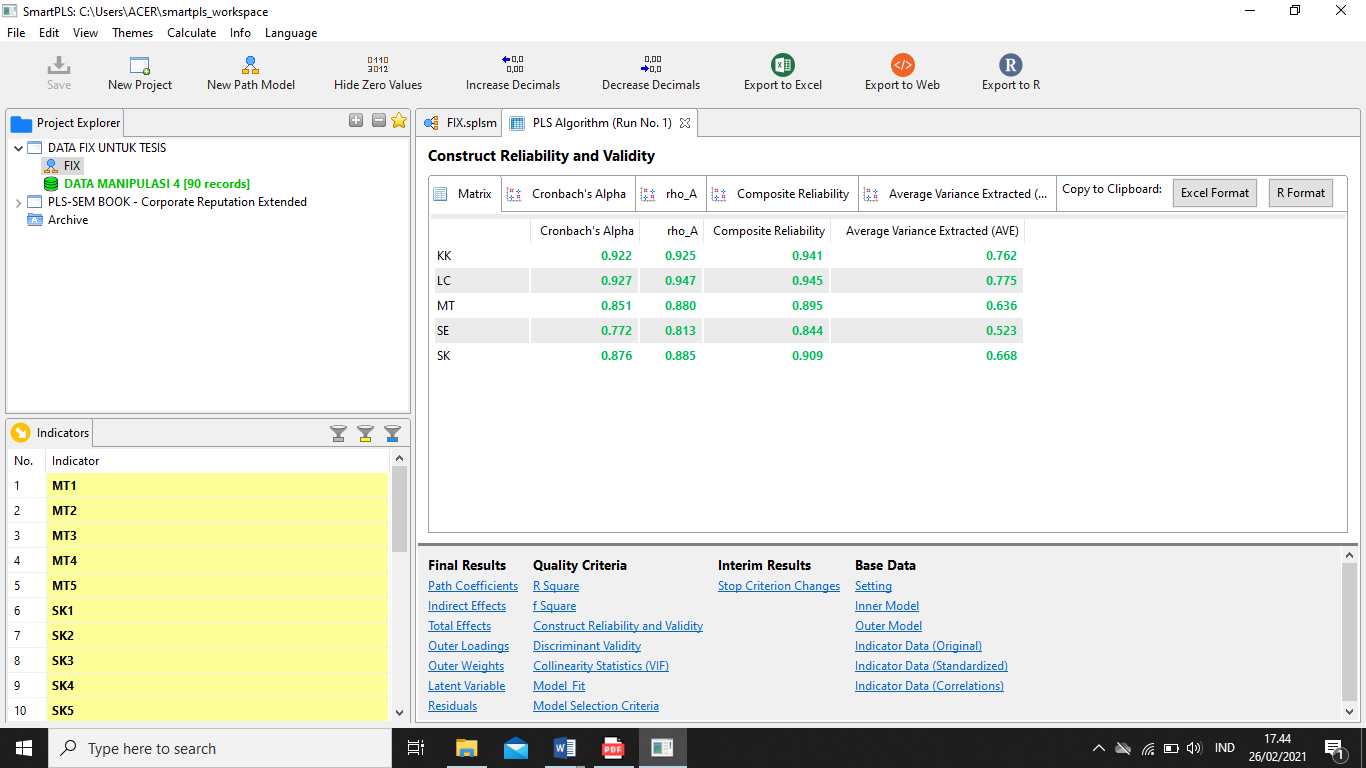 SmartPLS: C:\Users\ACER\smartpls_workspace
File Edit View Themes Calculate Info Language
Save New Project New Path Model Hide Zero Values Increase Decimals Decrease Decimals Export to Excel Export to Web Export to R
Project Explorer
DATA FIX UNTUK TESIS
FIX
DATA MANIPULASI 4 [90 records]
PLS-SEM BOOK - Corporate Reputation Extended
Archive
Indicators
No. Indicator
1 MT1
2 MT2
3 MT3
4 MT4
5 MT5
6 SK1
7 SK2
8 SK3
9 SK4
10 SK5
FIX.splsm PLS Algorithm (Run No. 1)
Construct Reliability and Validity
Matrix Cronbach's Alpha rho_A Composite Reliability Average Variance Extracted (... Copy to Clipboard: Excel Format R Format
Cronbach's Alpha rho_A Composite Reliability Average Variance Extracted (AVE)
KK 0.922 0.925 0.941 0.762
LC 0.927 0.947 0.945 0.775
MT 0.851 0.880 0.895 0.636
SE 0.772 0.813 0.844 0.523
SK 0.876 0.885 0.909 0.668
Final Results Quality Criteria Interim Results Base Data
Path Coefficients R Square Stop Criterion Changes Setting
Indirect Effects f Square Inner Model
Total Effects Construct Reliability and Validity Outer Model
Outer Loadings Discriminant Validity Indicator Data (Original)
Outer Weights Collinearity Statistics (VIF) Indicator Data (Standardized)
Latent Variable Model_Fit Indicator Data (Correlations)
Residuals Model Selection Criteria
Type here to search
IND
17.44
26/02/2021